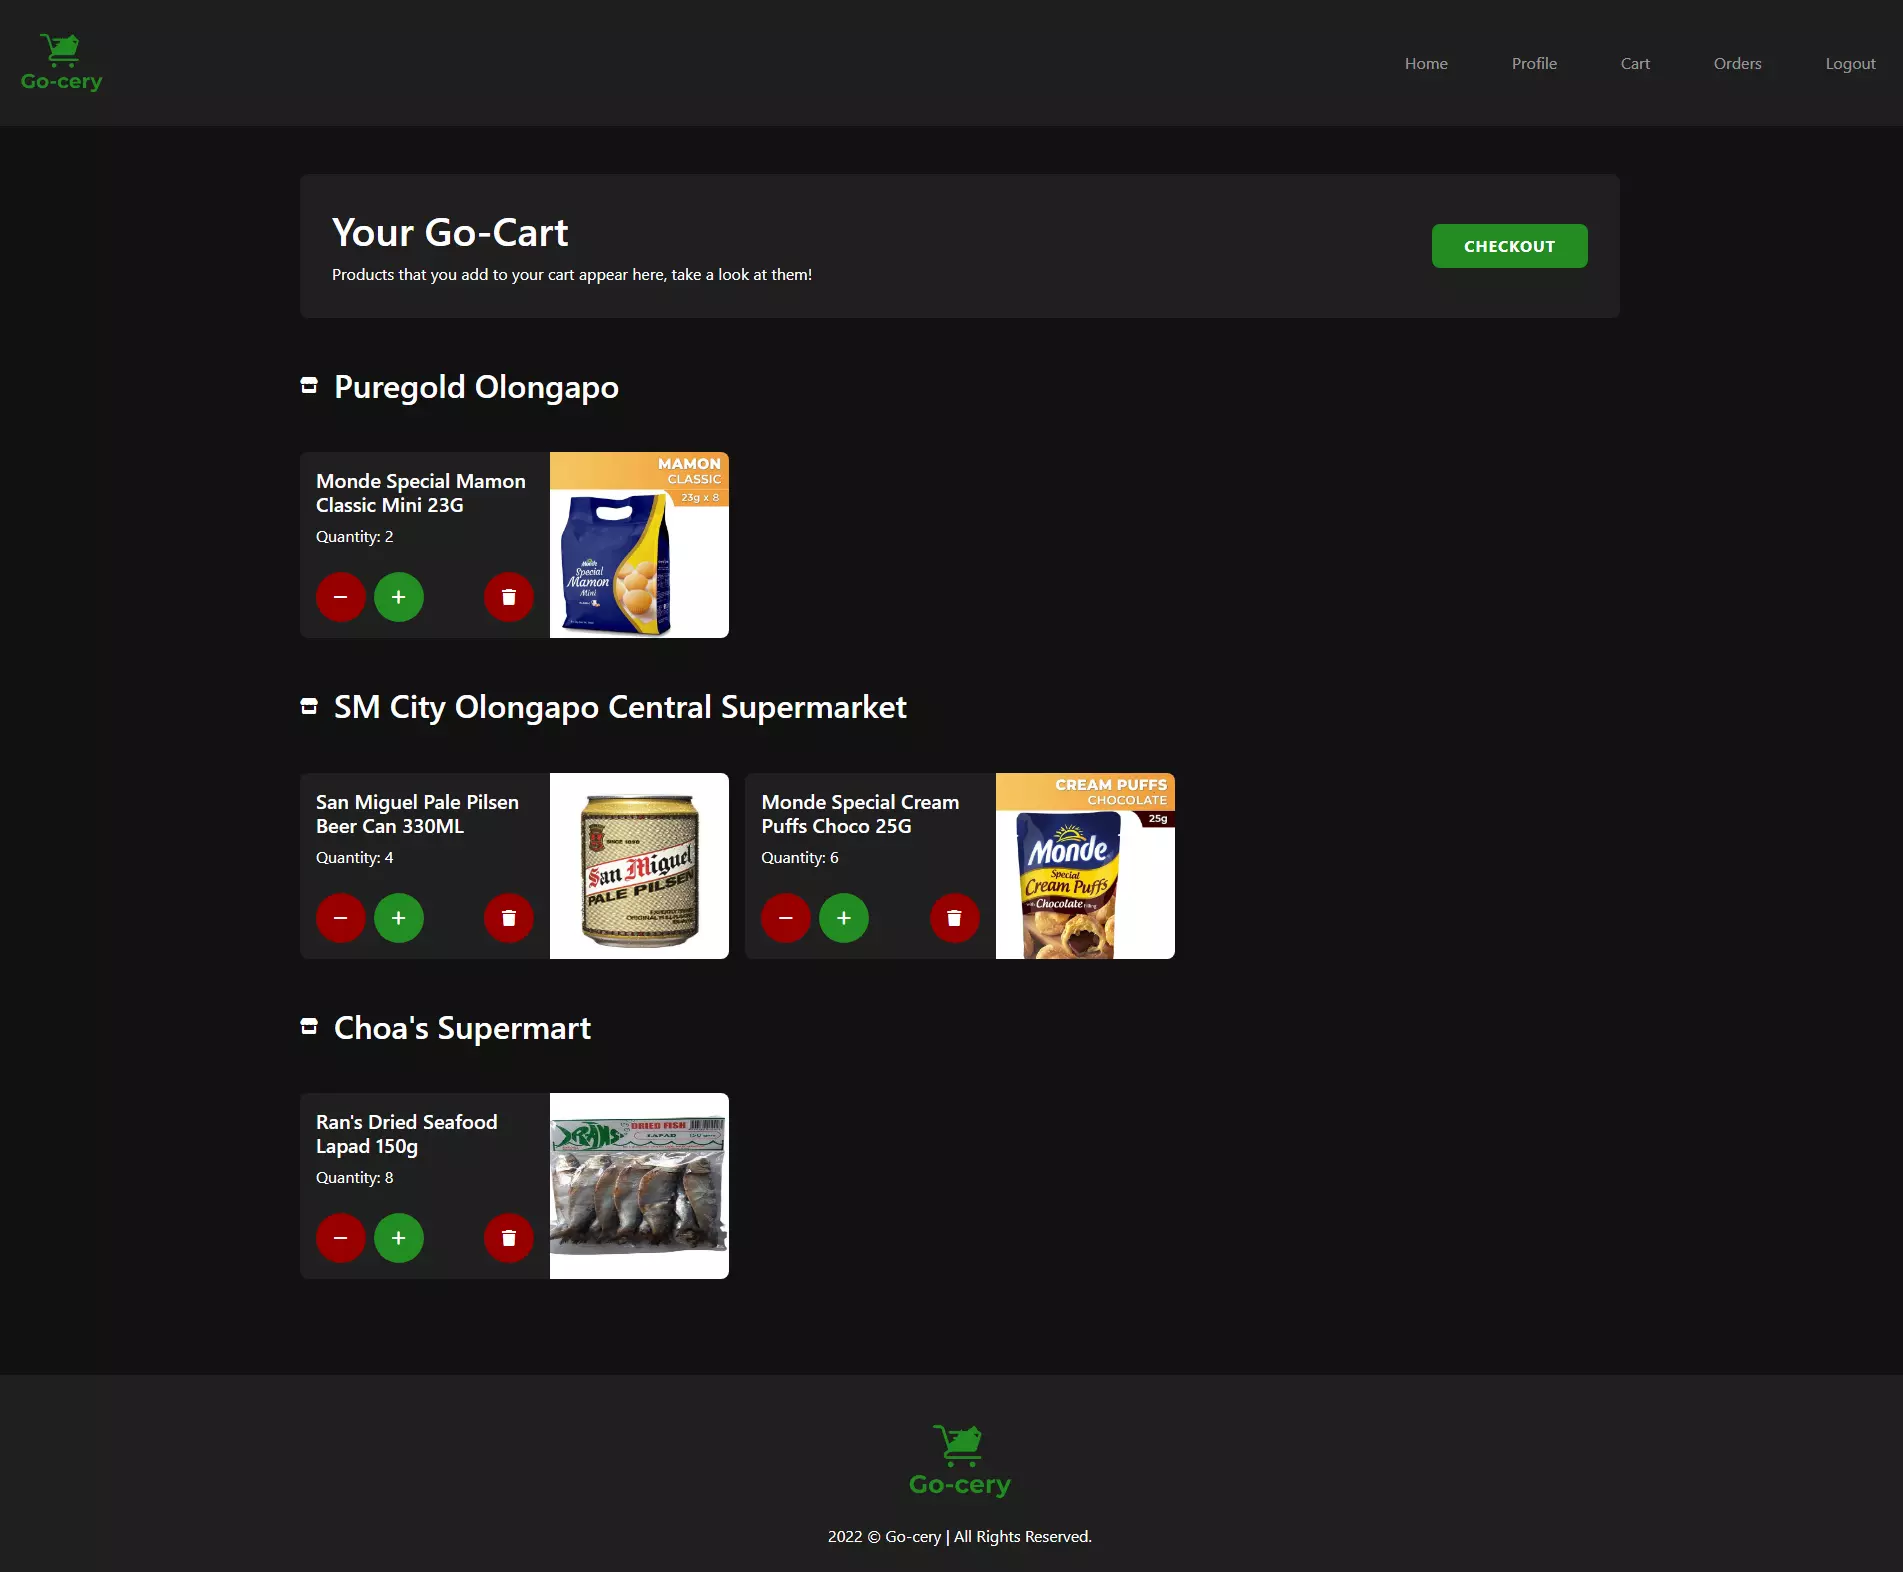 Go-cery
Home
Profile
Cart
Orders
Logout
Your Go-Cart
Products that you add to your cart appear here, take a look at them!
CHECKOUT
Puregold Olongapo
Monde Special Mamon
Classic Mini 23G
Quantity: 2
MAMON
CLASSIC
23g x 8
Monde
Special
Mamon
Mini
SM City Olongapo Central Supermarket
San Miguel Pale Pilsen
Beer Can 330ML
Quantity: 4
SINCE 1890
San Miguel
PALE PILSEN
Monde Special Cream
Puffs Choco 25G
Quantity: 6
CREAM PUFFS
CHOCOLATE
25g
Monde
Special
Cream Puffs
Chocolate
Choa's Supermart
Ran's Dried Seafood
Lapad 150g
Quantity: 8
RANS
DRIED FISH
LAPAD
Go-cery
2022 © Go-cery | All Rights Reserved.